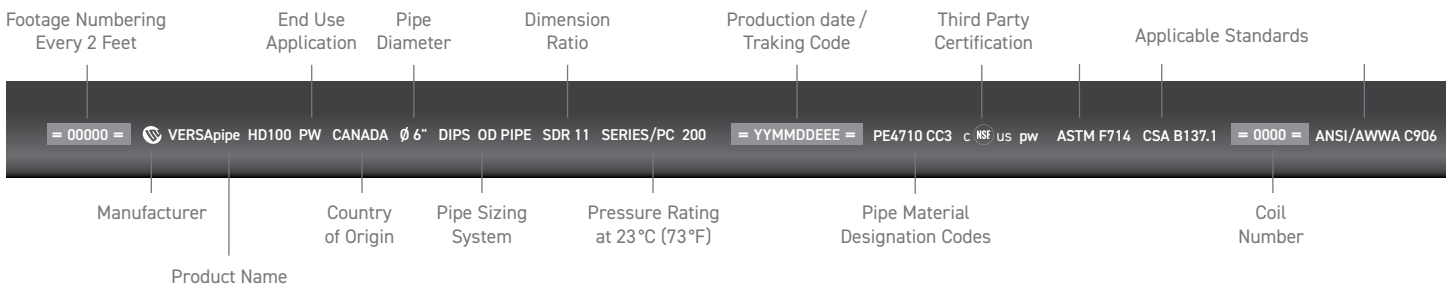 Footage Numbering
Every 2 Feet
End Use
Application
Pipe
Diameter
Dimension
Ratio
Production date /
Traking Code
Third Party
Certification
Applicable Standards
= 00000 = VERSApipe HD100 PW CANADA Ø 6" DIPS OD PIPE SDR 11 SERIES/PC 200 = YYMMDDEEE = PE4710 CC3 c NSF us pw ASTM F714 CSA B137.1 = 0000 = ANSI/AWWA C906
Manufacturer
Product Name
Country
of Origin
Pipe Sizing
System
Pressure Rating
at 23°C (73°F)
Pipe Material
Designation Codes
Coil
Number